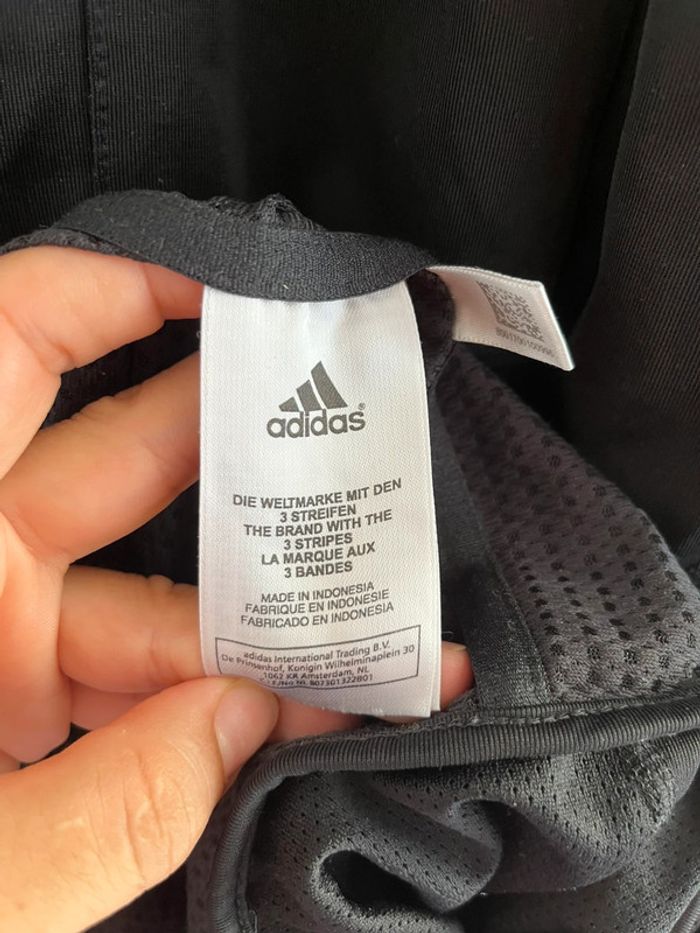 adidas®
DIE WELTMARKE MIT DEN
3 STREIFEN
THE BRAND WITH THE
3 STRIPES
LA MARQUE AUX
3 BANDES
MADE IN INDONESIA
FABRIQUE EN INDONESIE
FABRICADO EN INDONESIA
adidas International Trading B.V.
De Prinsenhof, Konigin Wilhelminaplein 30
1062 KR Amsterdam, NL
807301322B01